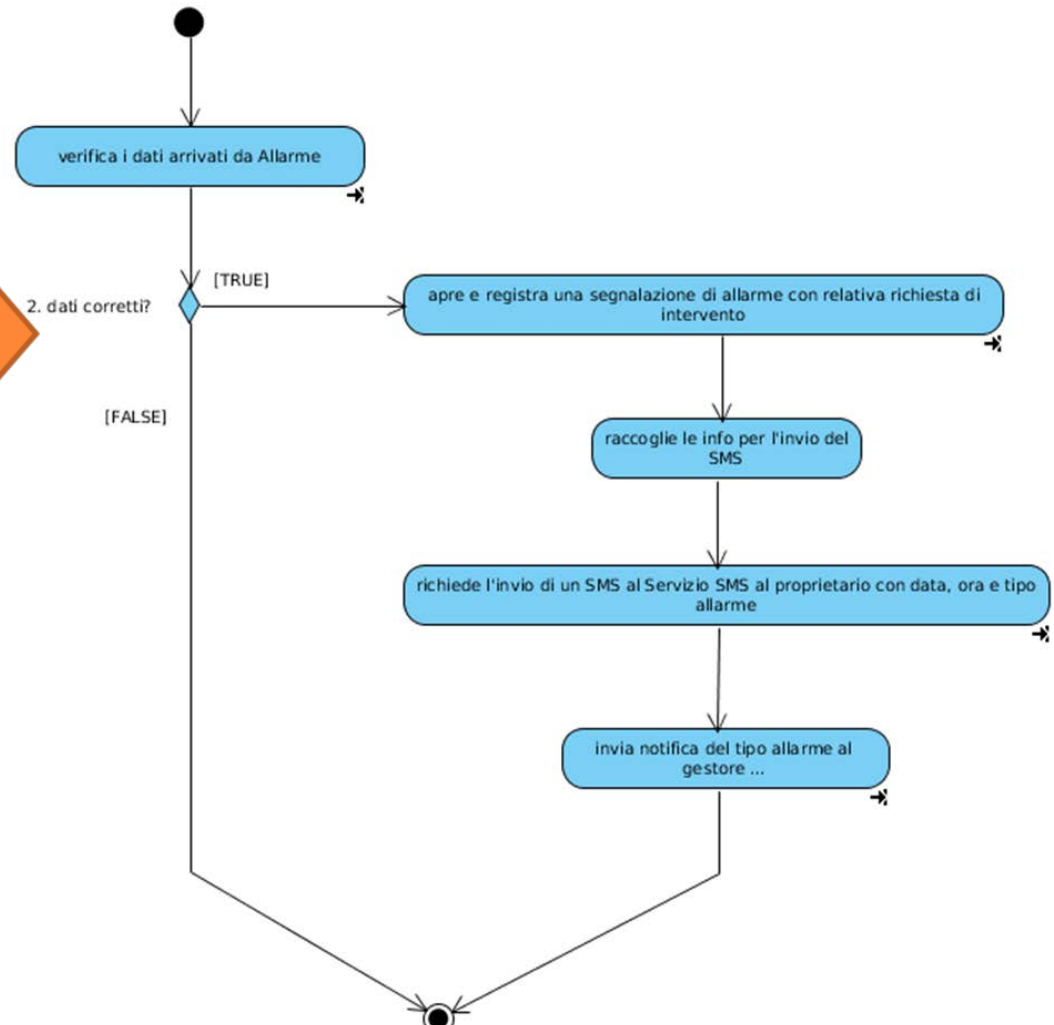 verifica i dati arrivati da Allarme
[TRUE]
2. dati corretti?
apre e registra una segnalazione di allarme con relativa richiesta di
intervento
[FALSE]
raccoglie le info per l'invio del
SMS
richiede l'invio di un SMS al Servizio SMS al proprietario con data, ora e tipo
allarme
invia notifica del tipo allarme al
gestore ...